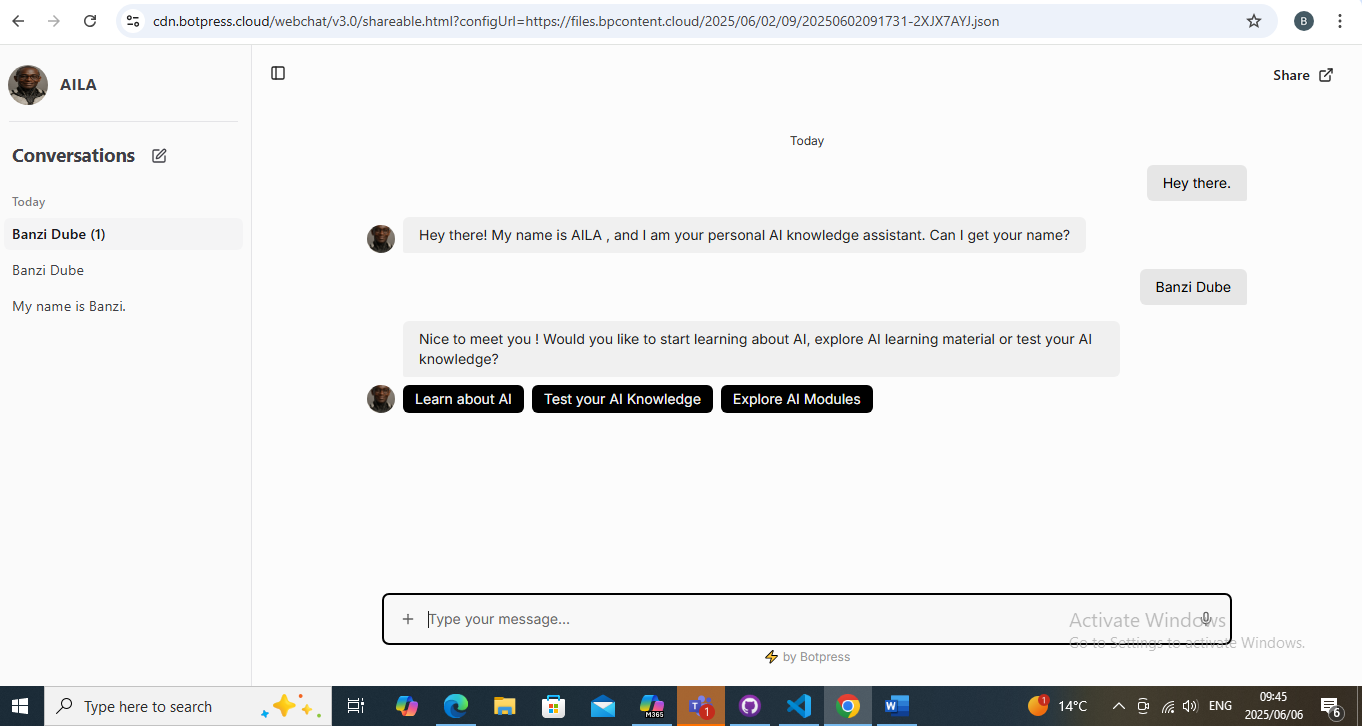 cdn.botpress.cloud/webchat/v3.0/shareable.html?configUrl=https://files.bpcontent.cloud/2025/06/02/09/20250602091731-2XJX7AYJ.json
B
AILA
Share
Conversations
Today
Banzi Dube (1)
Banzi Dube
My name is Banzi.
Today
Hey there.
Hey there! My name is AILA , and I am your personal AI knowledge assistant. Can I get your name?
Banzi Dube
Nice to meet you ! Would you like to start learning about AI, explore AI learning material or test your AI
knowledge?
Learn about AI
Test your AI Knowledge
Explore AI Modules
Type your message...
Activate Windows
Go to Settings to activate Windows.
by Botpress
Type here to search
M365
1
1
14°C
ENG
09:45
2025/06/06
6